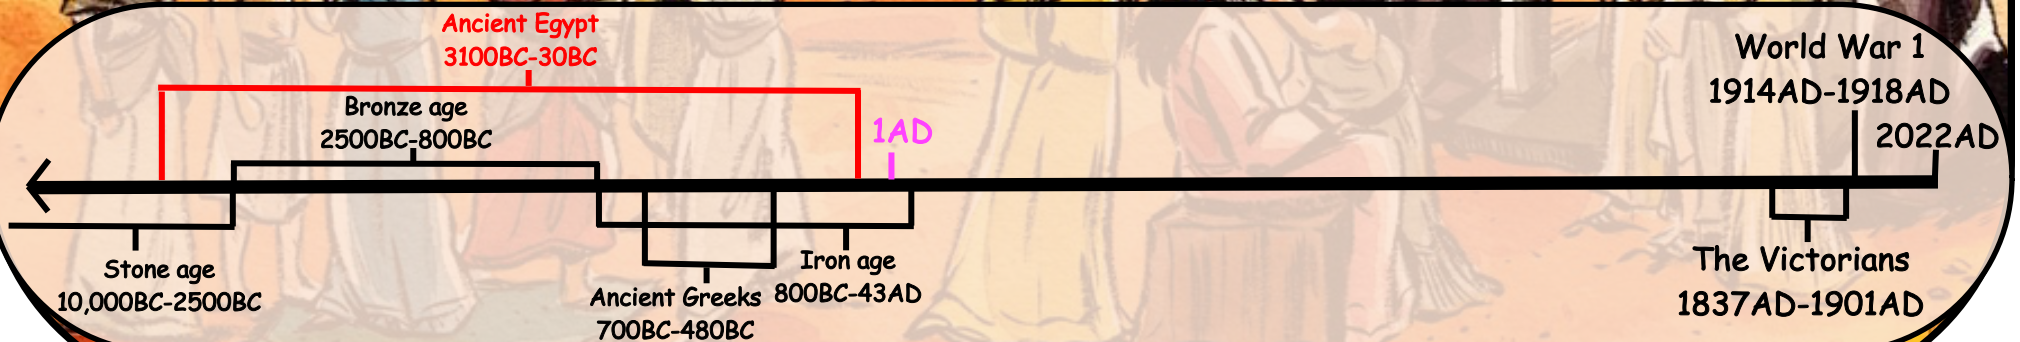 Ancient Egypt
3100BC-30BC
Bronze age
2500BC-800BC
1AD
World War 1
1914AD-1918AD
2022AD
Stone age
10,000BC-2500BC
Ancient Greeks
700BC-480BC
Iron age
800BC-43AD
The Victorians
1837AD-1901AD